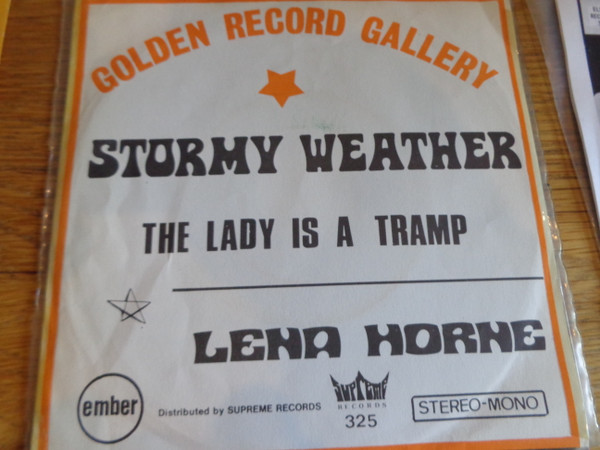 GOLDEN RECORD GALLERY
STORMY WEATHER
THE LADY IS A TRAMP
LENA HORNE
ember
Distributed by SUPREME RECORDS
SUPREME
RECORDS
325
STEREO-MONO